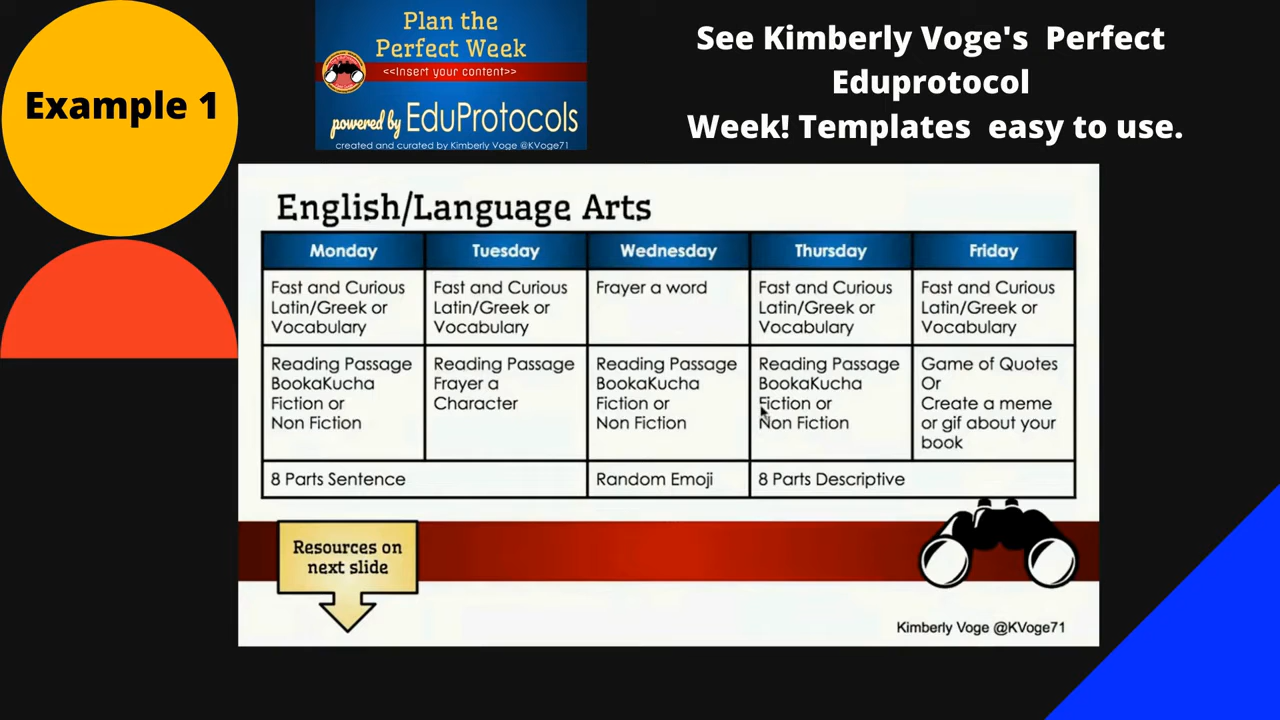 Example 1
Plan the
Perfect Week
<<Insert your content>>
powered by EduProtocols
created and curated by Kimberly Voge @KVoge71
See Kimberly Voge's Perfect
Eduprotocol
Week! Templates easy to use.
English/Language Arts
Monday
Tuesday
Wednesday
Thursday
Friday
Fast and Curious
Latin/Greek or
Vocabulary
Fast and Curious
Latin/Greek or
Vocabulary
Frayer a word
Fast and Curious
Latin/Greek or
Vocabulary
Fast and Curious
Latin/Greek or
Vocabulary
Reading Passage
BookaKucha
Fiction or
Non Fiction
Reading Passage
Frayer a
Character
Reading Passage
BookaKucha
Fiction or
Non Fiction
Reading Passage
BookaKucha
Fiction or
Non Fiction
Game of Quotes
Or
Create a meme
or gif about your
book
8 Parts Sentence
Random Emoji
8 Parts Descriptive
Resources on
next slide
Kimberly Voge @KVoge71